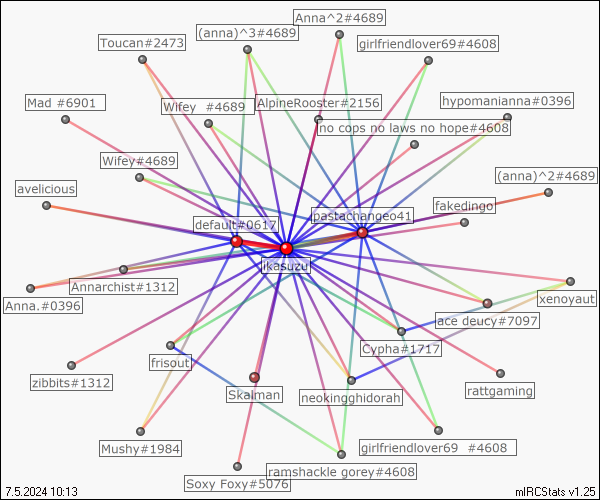 Anna^2#4689
(anna)^3#4689
Toucan#2473
girlfriendlover69#4608
Mad #6901
Wifey #4689
AlpineRooster#2156
hypomanianna#0396
no cops no laws no hope#4608
Wifey#4689
(anna)^2#4689
avelicious
default#0617
pastachangeo41
fakedingo
ikasuzu
Annarchist#1312
Anna.#0396
xenoyaut
ace deucy#7097
Cypha#1717
frisout
zibbits#1312
Skalman
neokingghidorah
rattgaming
Mushy#1984
girlfriendlover69 #4608
ramshackle gorey#4608
Soxy Foxy#5076
7.5.2024 10:13
mIRCStats v1.25